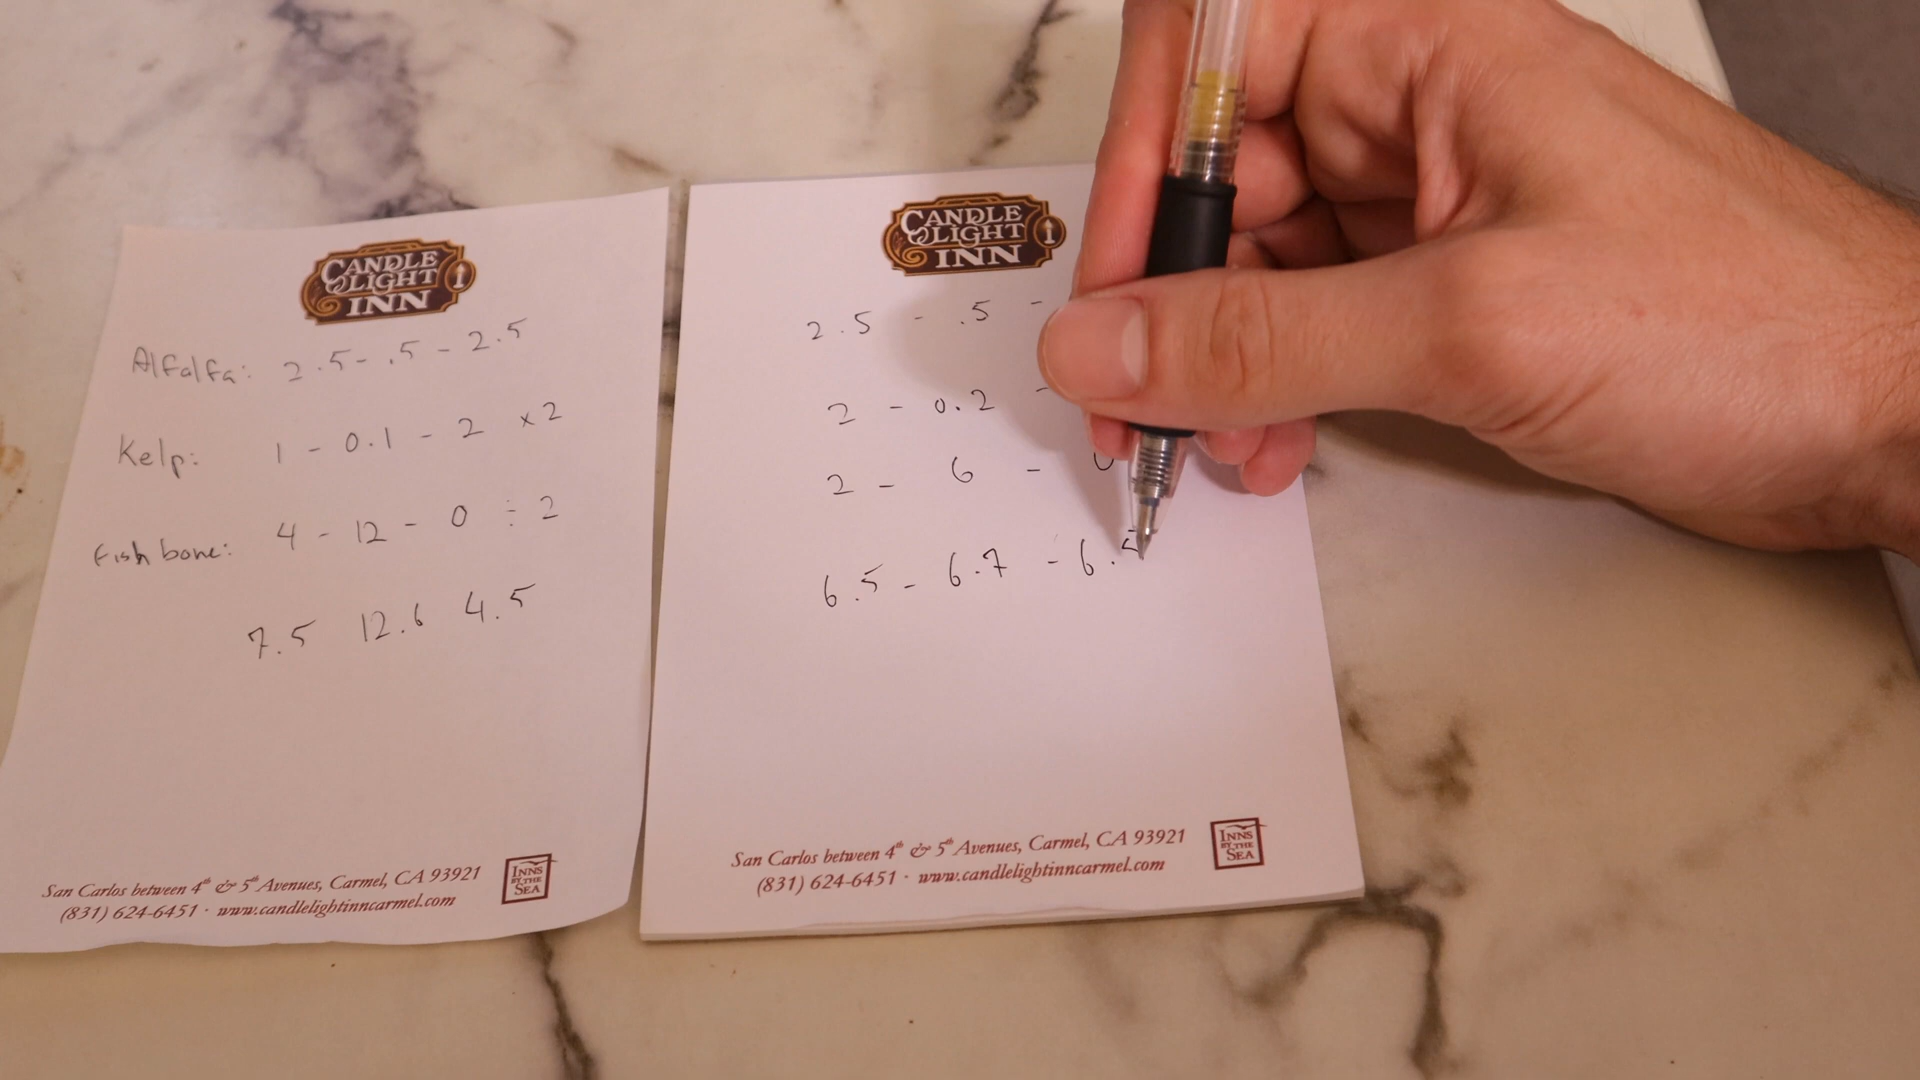 CANDLE
LIGHT
INN
Alfalfa: 2.5 - .5 - 2.5
Kelp: 1 - 0.1 - 2 x2
Fish bone: 4 - 12 - 0 ÷ 2
7.5 12.6 4.5
San Carlos between 4th & 5th Avenues, Carmel, CA 93921
(831) 624-6451 · www.candlelightinncarmel.com
INNS
BY THE
SEA
CANDLE
LIGHT
INN
2.5 - .5 -
2 - 0.2 -
2 - 6 - 0
6.5 - 6.7 - 6.5
San Carlos between 4th & 5th Avenues, Carmel, CA 93921
(831) 624-6451 · www.candlelightinncarmel.com
INNS
BY THE
SEA